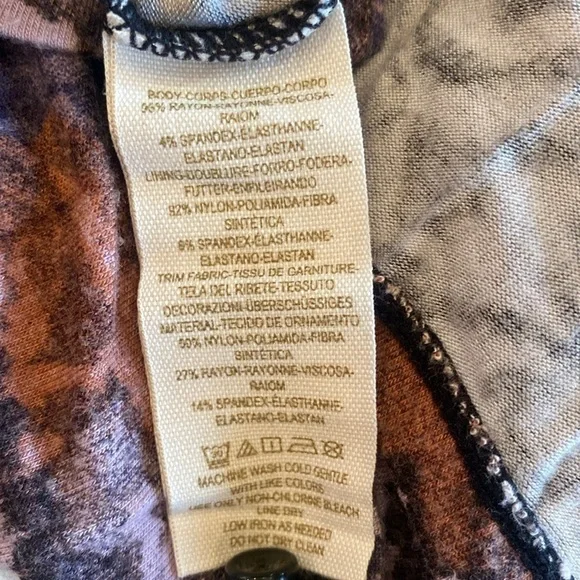 BODY-CORPS-CUERPO-CORPO
96% RAYON-RAYONNE-VISCOSA-
RAIOM
4% SPANDEX-ELASTHANNE-
ELASTANO-ELASTAN
LINING-DOUBLURE-FORRO-FODERA-
FUTTER-ENFILEIRANDO
92% NYLON-POLIAMIDA-FIBRA
SINTÉTICA
8% SPANDEX-ELASTHANNE-
ELASTANO-ELASTAN
TRIM FABRIC-TISSU DE GARNITURE-
TELA DEL RIBETE-TESSUTO
DECORAZIONI-ÜBERSCHÜSSIGES
MATERIAL-TECIDO DE ORNAMENTO
59% NYLON-POLIAMIDA-FIBRA
SINTÉTICA
27% RAYON-RAYONNE-VISCOSA-
RAIOM
14% SPANDEX-ELASTHANNE-
ELASTANO-ELASTAN
30
MACHINE WASH COLD GENTLE
WITH LIKE COLORS
USE ONLY NON-CHLORINE BLEACH
LINE DRY
LOW IRON AS NEEDED
DO NOT DRY CLEAN